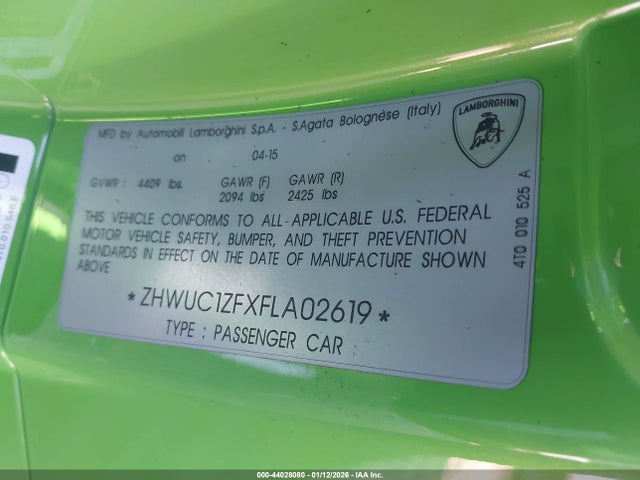 MFD by Automobili Lamborghini S.p.A. - S.Agata Bolognèse (Italy)
LAMBORGHINI
on 04-15
GVWR : 4409 lbs. GAWR (F) GAWR (R)
2094 lbs 2425 lbs
THIS VEHICLE CONFORMS TO ALL-APPLICABLE U.S. FEDERAL
MOTOR VEHICLE SAFETY, BUMPER, AND THEFT PREVENTION
STANDARDS IN EFFECT ON THE DATE OF MANUFACTURE SHOWN
ABOVE
*ZHWUC1ZFXFLA02619*
TYPE : PASSENGER CAR
4T0 010 525 A
000-44028080 - 01/12/2026 - IAA Inc.